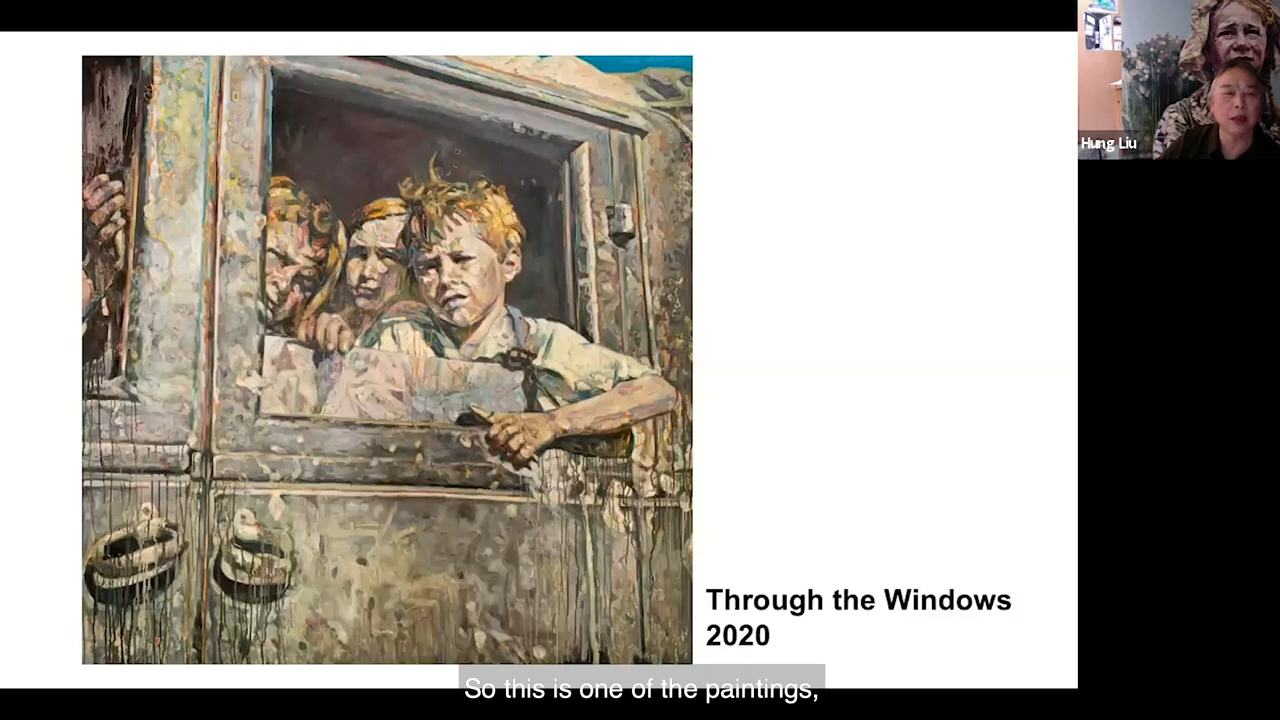 Hung Liu
Through the Windows
2020
So this is one of the paintings,